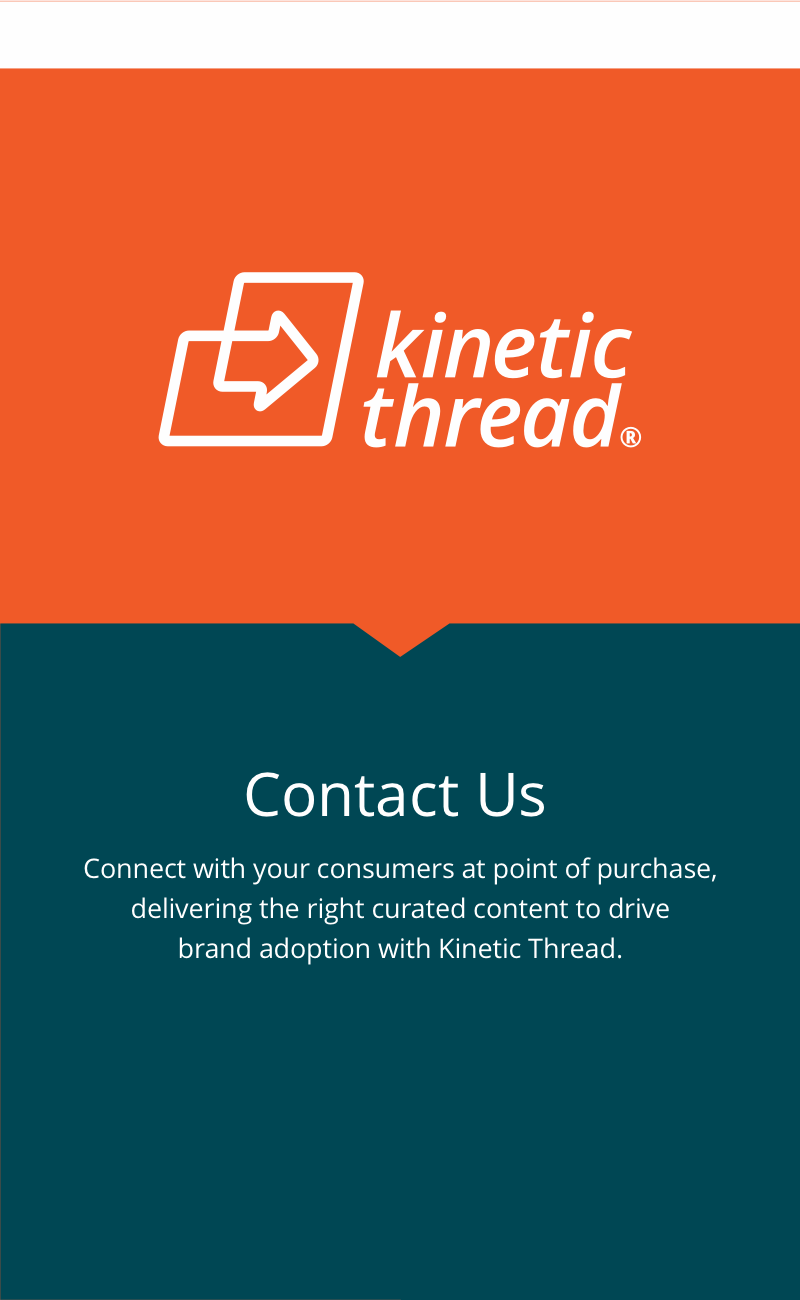 kinetic
thread®
Contact Us
Connect with your consumers at point of purchase,
delivering the right curated content to drive
brand adoption with Kinetic Thread.